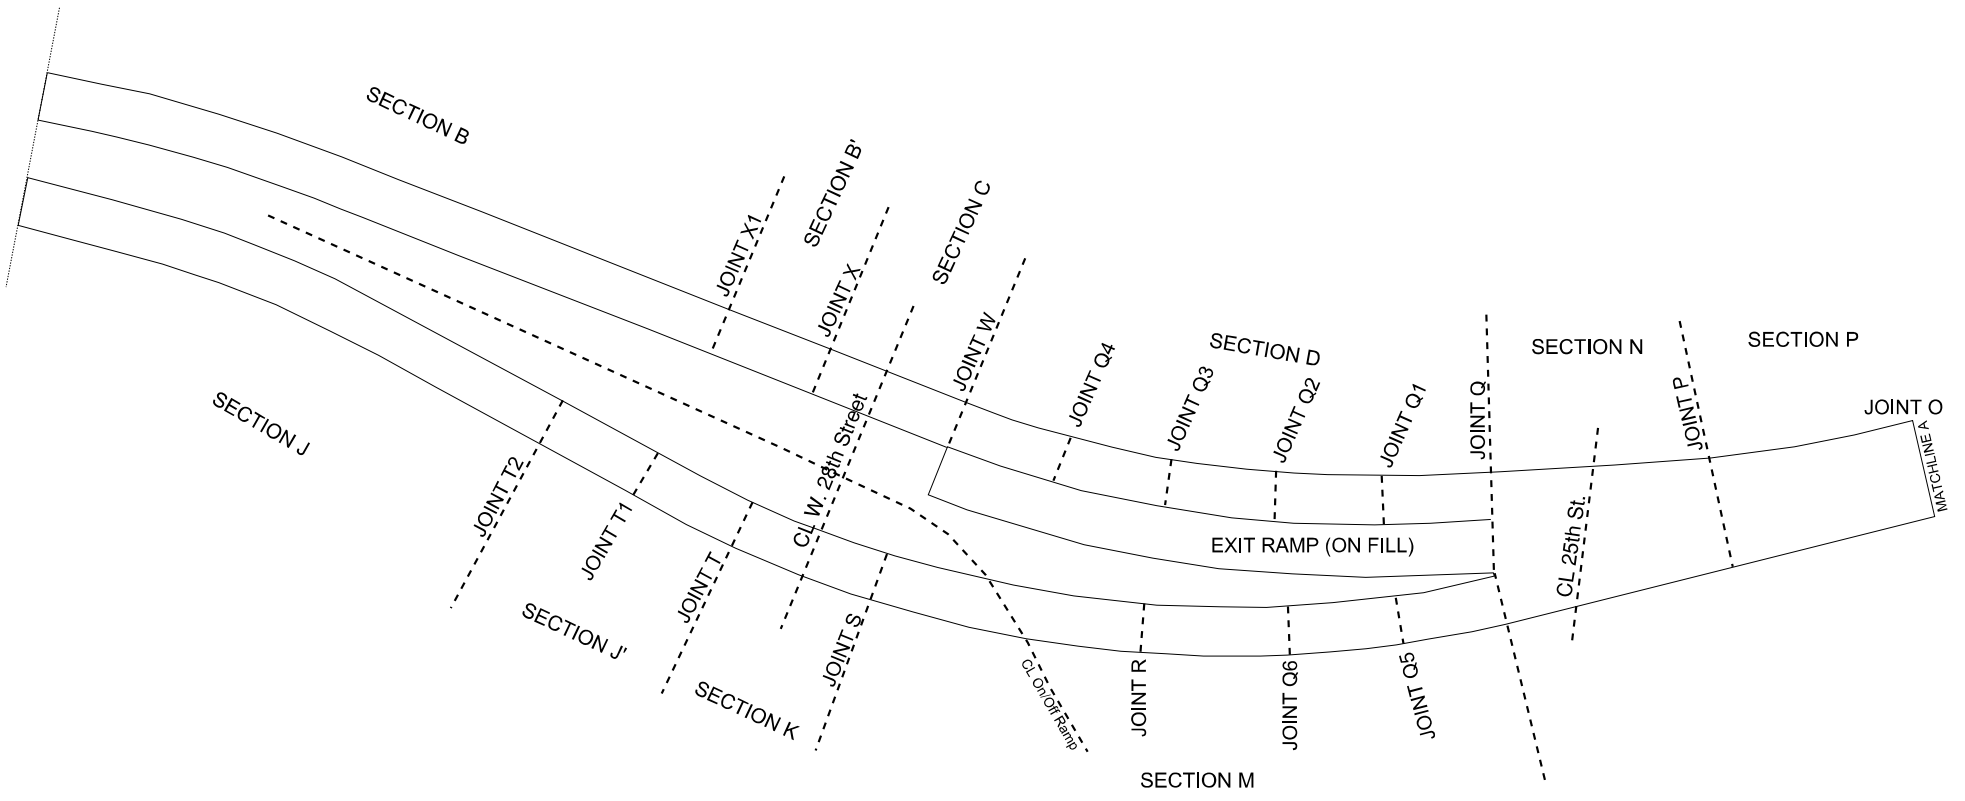 SECTION B
SECTION B'
SECTION C
JOINT X1
JOINT X
JOINT W
SECTION D
SECTION N
SECTION P
JOINT Q4
JOINT Q3
JOINT Q2
JOINT Q1
JOINT Q
JOINT P
JOINT O
MATCHLINE A
SECTION J
JOINT T2
JOINT T1
JOINT T
CL W. 28th Street
EXIT RAMP (ON FILL)
CL 25th St.
SECTION J'
SECTION K
JOINT S
CL On/Off Ramp
JOINT R
JOINT Q6
JOINT Q5
SECTION M